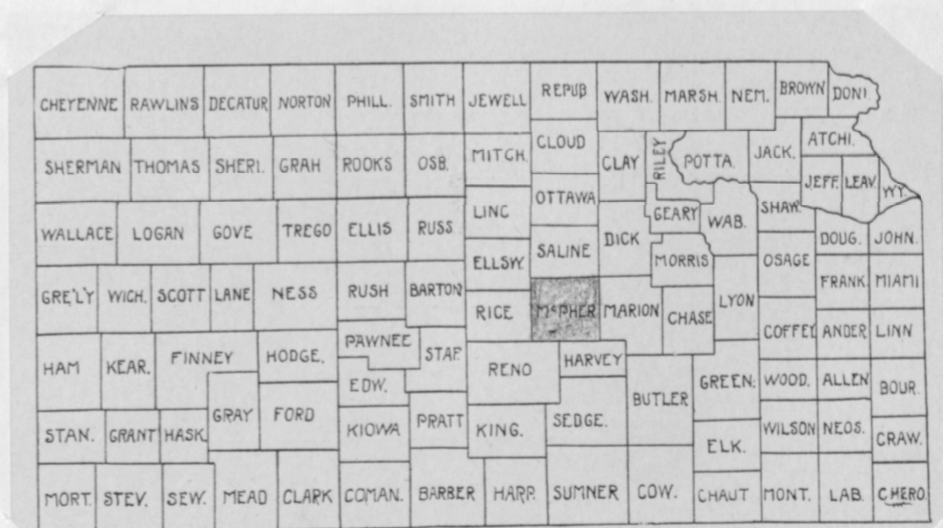 CHEYENNE RAWLINS DECATUR NORTON PHILL. SMITH JEWELL REPUB WASH. MARSH. NEM. BROWN DONI.
SHERMAN THOMAS SHERI. GRAH ROOKS OSB. MITCH. CLOUD CLAY RILEY POTTA. JACK. ATCHI.
JEFF. LEAV. WY.
WALLACE LOGAN GOVE TREGO ELLIS RUSS. LINC OTTAWA DICK GEARY WAB. SHAW. DOUG. JOHN.
ELLSW. SALINE MORRIS OSAGE
GRE'LY WICH. SCOTT LANE NESS RUSH BARTON RICE McPHER MARION CHASE LYON FRANK. MIAMI
COFFEY ANDER. LINN
HAM KEAR. FINNEY HODGE. PAWNEE STAF. RENO HARVEY
EDW. BUTLER GREEN. WOOD. ALLEN BOUR.
GRAY FORD
STAN. GRANT HASK. KIOWA PRATT KING. SEDGE. ELK. WILSON NEOS. CRAW.
MORT. STEV. SEW. MEAD CLARK COMAN. BARBER HARP. SUMNER COW. CHAUT MONT. LAB. CHERO.